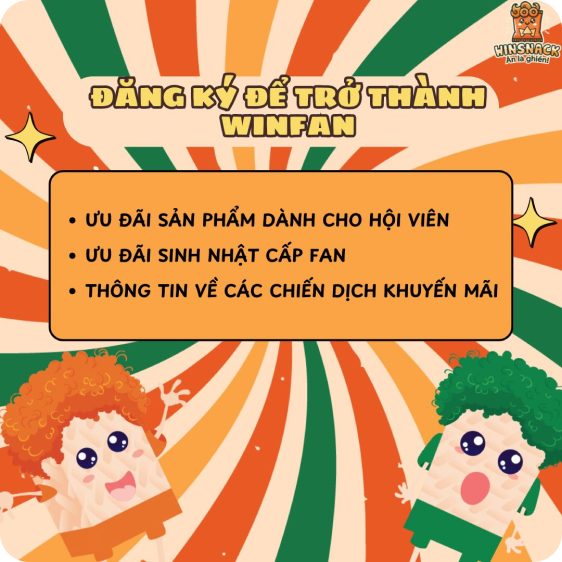 WINSNACK
Ăn là ghiền!
ĐĂNG KÝ ĐỂ TRỞ THÀNH
WINFAN
• ƯU ĐÃI SẢN PHẨM DÀNH CHO HỘI VIÊN
• ƯU ĐÃI SINH NHẬT CẤP FAN
• THÔNG TIN VỀ CÁC CHIẾN DỊCH KHUYẾN MÃI